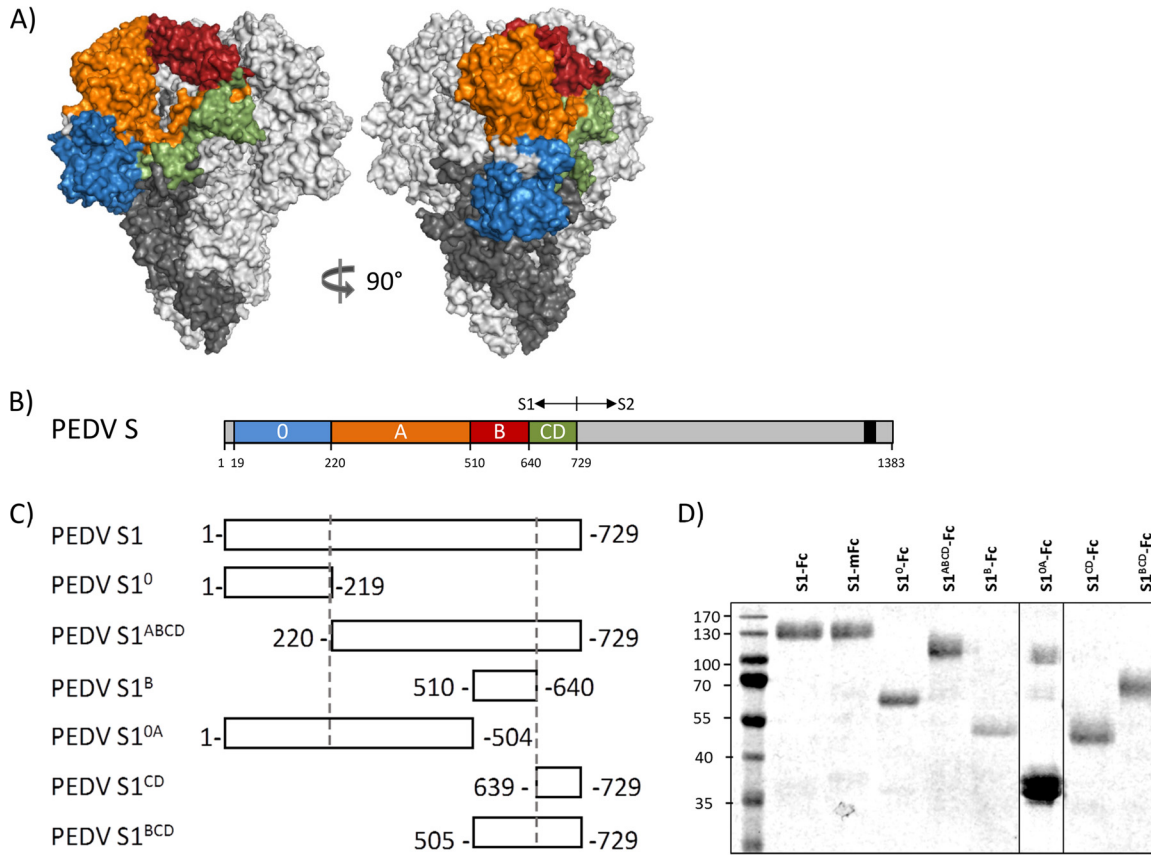 A)
90°
B)
S1 S2
PEDV S
0 A B CD
1 19 220 510 640 729 1383
C)
PEDV S1 1- -729
PEDV S1⁰ 1- -219
PEDV S1ᴬᴮᶜᴰ 220 - -729
PEDV S1ᴮ 510 - -640
PEDV S1⁰ᴬ 1- -504
PEDV S1ᶜᴰ 639 - -729
PEDV S1ᴮᶜᴰ 505 - -729
D)
S1-Fc
S1-mFc
S1⁰-Fc
S1ᴬᴮᶜᴰ-Fc
S1ᴮ-Fc
S1⁰ᴬ-Fc
S1ᶜᴰ-Fc
S1ᴮᶜᴰ-Fc
170
130
100
70
55
40
35